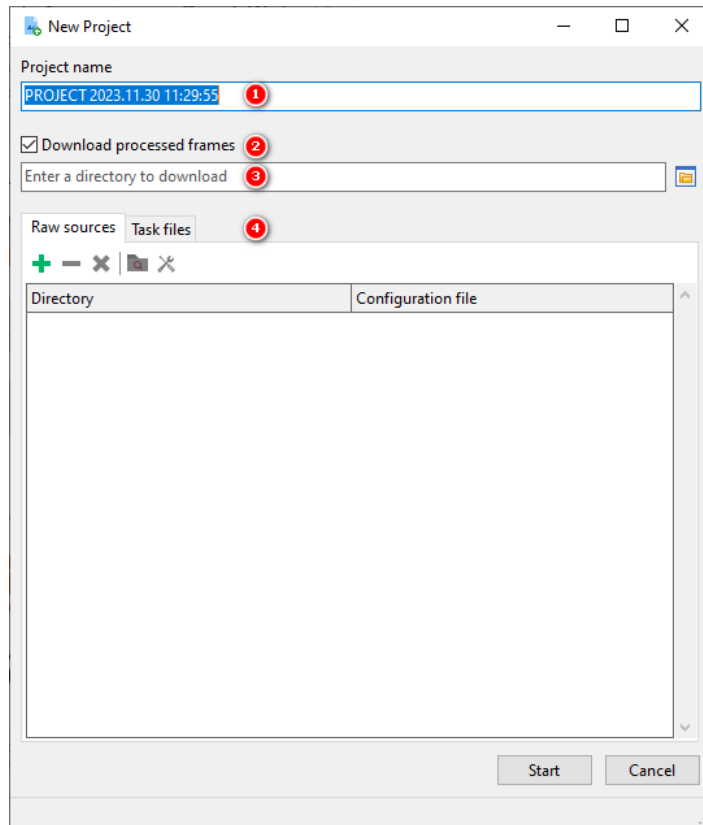 New Project
Project name
PROJECT 2023.11.30 11:29:55 1
Download processed frames 2
Enter a directory to download 3
Raw sources Task files 4
Directory Configuration file
Start Cancel